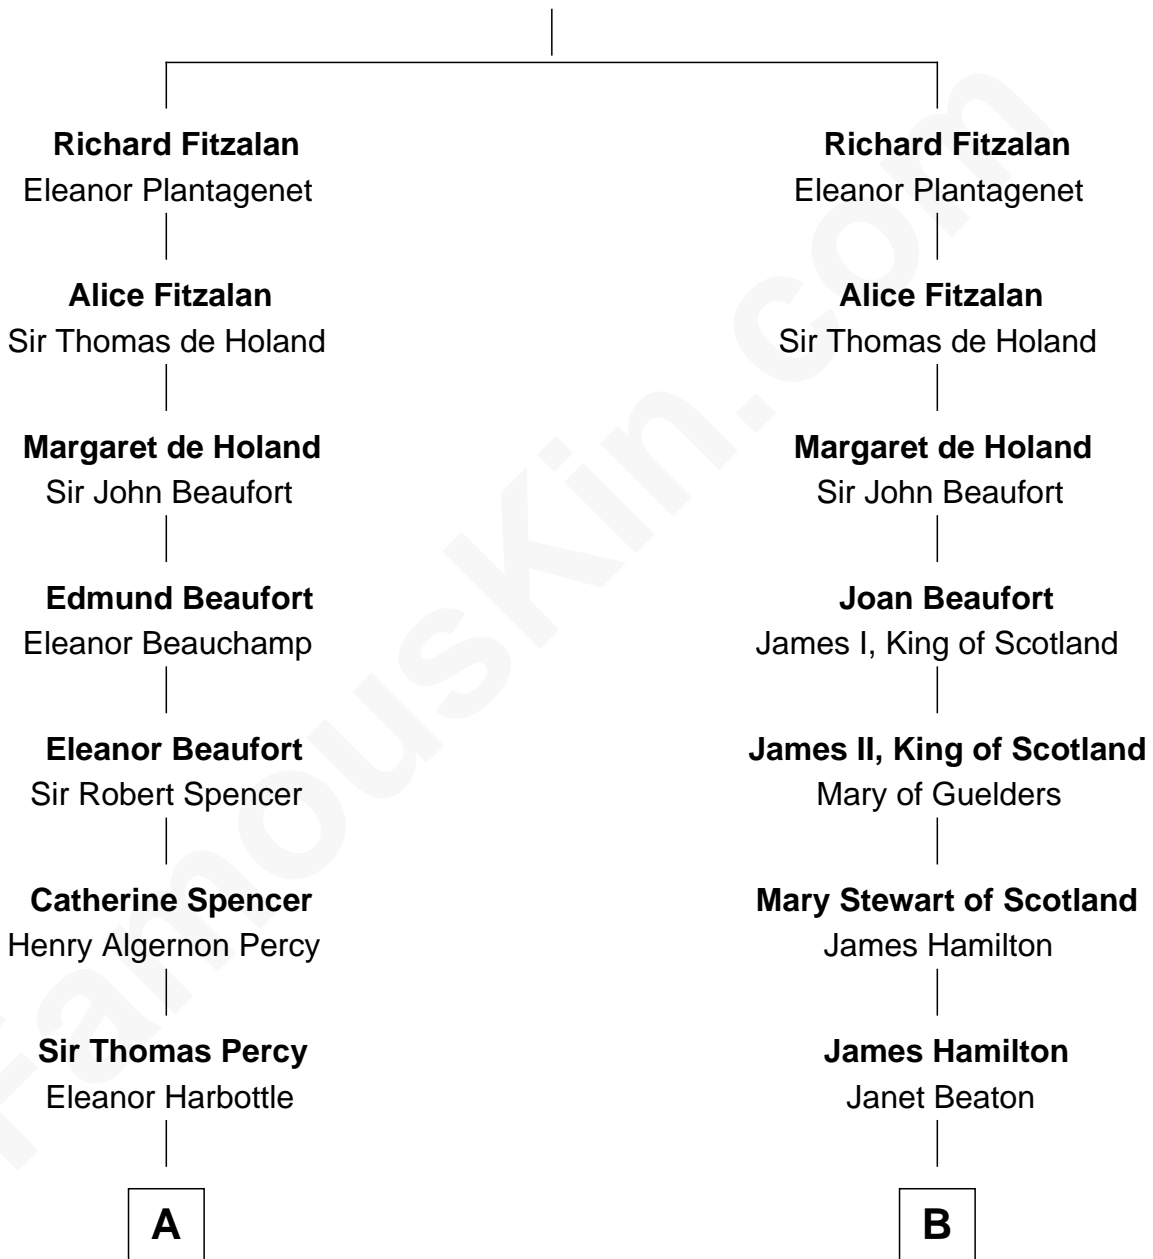 Richard Fitzalan
Eleanor Plantagenet
Alice Fitzalan
Sir Thomas de Holand
Margaret de Holand
Sir John Beaufort
Edmund Beaufort
Eleanor Beauchamp
Eleanor Beaufort
Sir Robert Spencer
Catherine Spencer
Henry Algernon Percy
Sir Thomas Percy
Eleanor Harbottle
A
Richard Fitzalan
Eleanor Plantagenet
Alice Fitzalan
Sir Thomas de Holand
Margaret de Holand
Sir John Beaufort
Joan Beaufort
James I, King of Scotland
James II, King of Scotland
Mary of Guelders
Mary Stewart of Scotland
James Hamilton
James Hamilton
Janet Beaton
B
FamousKin.com